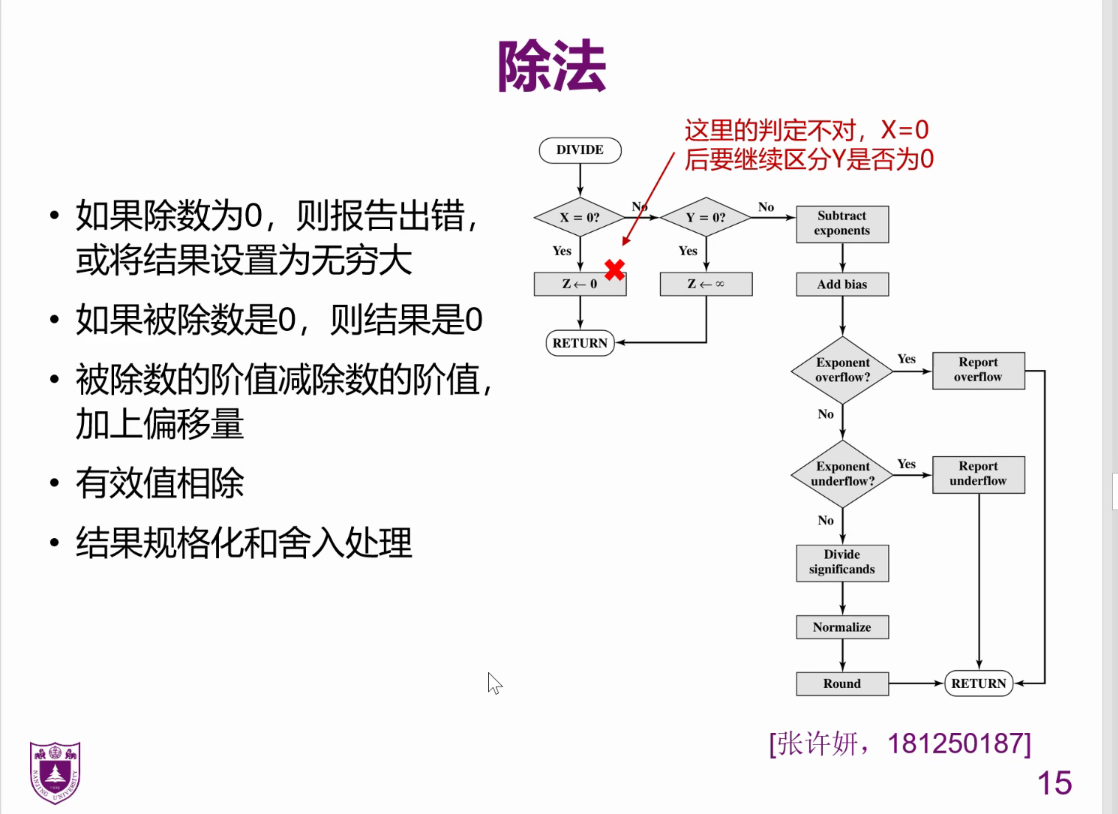 除法
这里的判定不对，X=0
后要继续区分Y是否为0
• 如果除数为0，则报告出错，
或将结果设置为无穷大
• 如果被除数是0，则结果是0
• 被除数的阶值减除数的阶值，
加上偏移量
• 有效值相除
• 结果规格化和舍入处理
DIVIDE
X = 0?
No
Y = 0?
No
Subtract
exponents
Yes
Yes
Z ← 0
Z ← ∞
Add bias
RETURN
Exponent
overflow?
Yes
Report
overflow
No
Exponent
underflow?
Yes
Report
underflow
No
Divide
significands
Normalize
Round
RETURN
[张许妍，181250187]
NANJING UNIVERSITY
15